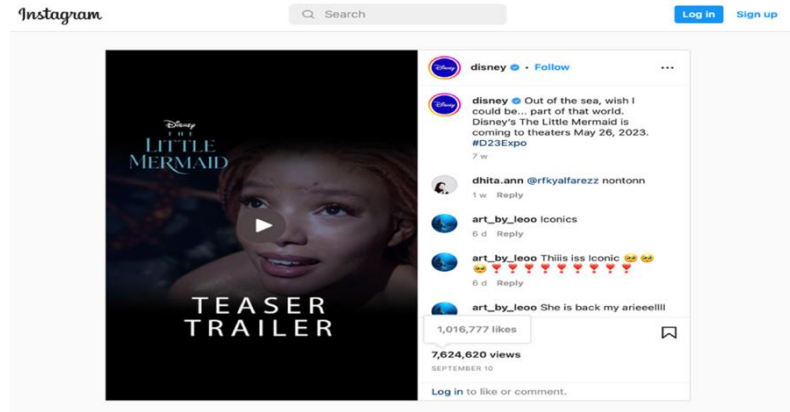 Instagram
Search
Log in
Sign up
Disney
THE
LITTLE
MERMAID
TEASER
TRAILER
disney • Follow
disney Out of the sea, wish I
could be... part of that world.
Disney's The Little Mermaid is
coming to theaters May 26, 2023.
#D23Expo
7 w
dhita.ann @rfkyalfarezz nontonn
1 w Reply
art_by_leoo Iconics
6 d Reply
art_by_leoo Thiiis iss Iconic 🥹 🥹
🥹 ❣ ❣ ❣ ❣ ❣ ❣ ❣ ❣ ❣
6 d Reply
art_by_leoo She is back my arieeellll
1,016,777 likes
7,624,620 views
SEPTEMBER 10
Log in to like or comment.